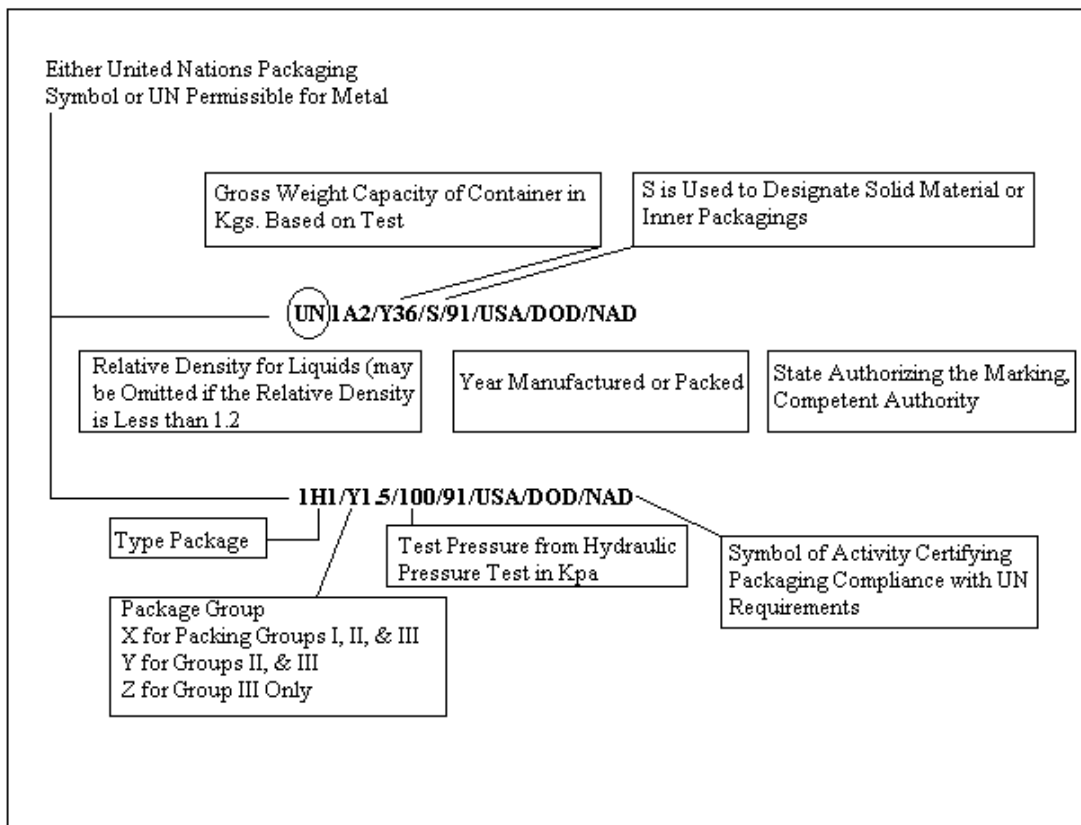 Either United Nations Packaging
Symbol or UN Permissible for Metal
Gross Weight Capacity of Container in
Kgs. Based on Test
S is Used to Designate Solid Material or
Inner Packagings
UN 1A2/Y36/S/91/USA/DOD/NAD
Relative Density for Liquids (may
be Omitted if the Relative Density
is Less than 1.2
Year Manufactured or Packed
State Authorizing the Marking,
Competent Authority
1H1/Y1.5/100/91/USA/DOD/NAD
Type Package
Test Pressure from Hydraulic
Pressure Test in Kpa
Symbol of Activity Certifying
Packaging Compliance with UN
Requirements
Package Group
X for Packing Groups I, II, & III
Y for Groups II, & III
Z for Group III Only